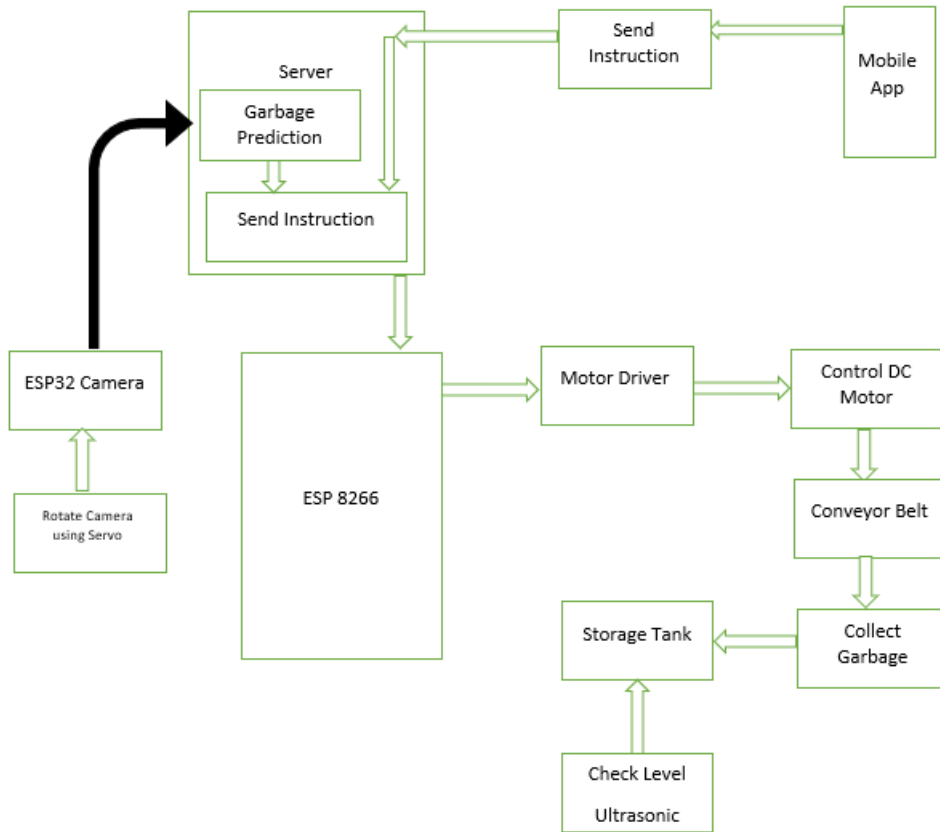 Send
Instruction
Mobile
App
Server
Garbage
Prediction
Send Instruction
ESP32 Camera
Rotate Camera
using Servo
ESP 8266
Motor Driver
Control DC
Motor
Conveyor Belt
Collect
Garbage
Storage Tank
Check Level
Ultrasonic